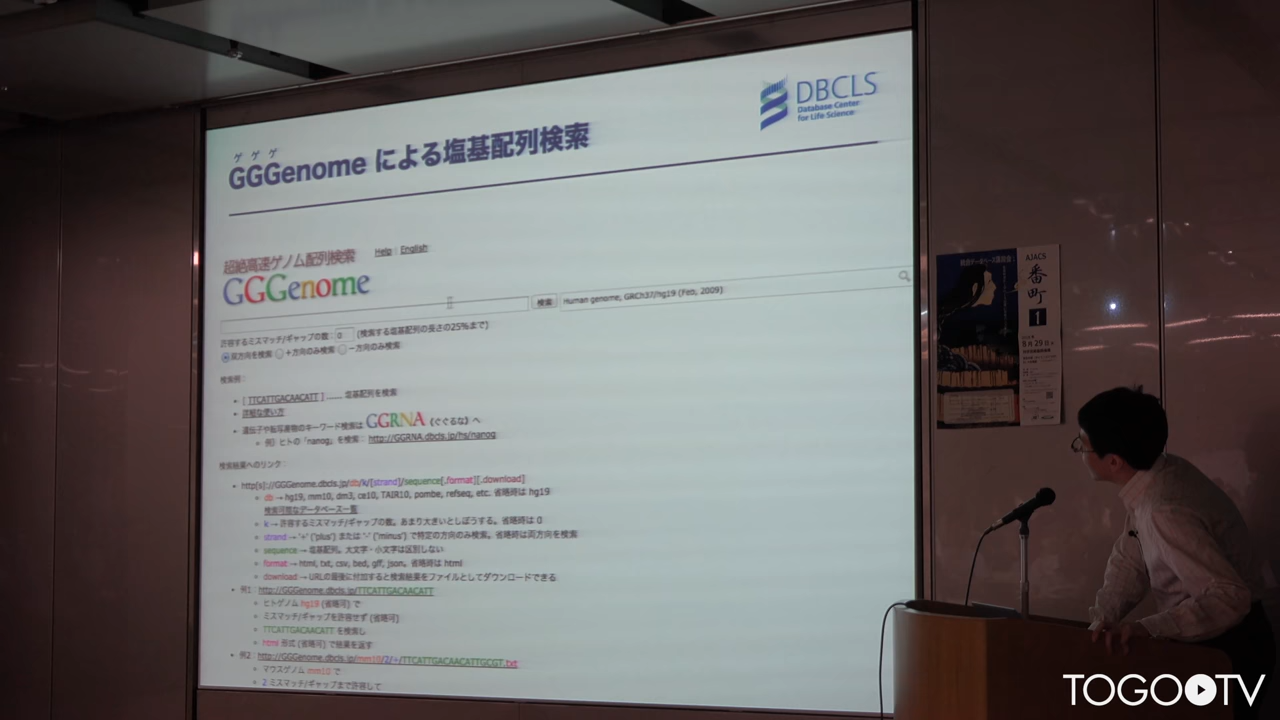 DBCLS
Database Center
for Life Science
ゲゲゲ
GGGenome による塩基配列検索
超絶高速ゲノム配列検索
Help | English
GGGenome
検索
Human genome, GRCh37/hg19 (Feb, 2009)
許容するミスマッチ/ギャップの数: 0 (検索する塩基配列の長さの25%まで)
双方向を検索 +方向のみ検索 -方向のみ検索
検索例:
[ TTCATTGACAACATT ] ...... 塩基配列を検索
詳細な使い方
遺伝子や転写産物のキーワード検索は GGRNA (ぐぐるな) へ
例) ヒトの「nanog」を検索: http://GGRNA.dbcls.jp/hs/nanog
検索結果へのリンク:
http[s]://GGGenome.dbcls.jp/db/k/[strand]/sequence[.format][.download]
db → hg19, mm10, dm3, ce10, TAIR10, pombe, refseq, etc. 省略時は hg19
検索可能なデータベース一覧
k → 許容するミスマッチ/ギャップの数。あまり大きいとしぼうする。省略時は 0
strand → '+' ('plus') または '-' ('minus') で特定の方向のみ検索。省略時は両方向を検索
sequence → 塩基配列。大文字・小文字は区別しない
format → html, txt, csv, bed, gff, json。省略時は html
download → URLの最後に付加すると検索結果をファイルとしてダウンロードできる
例1: http://GGGenome.dbcls.jp/TTCATTGACAACATT
ヒトゲノム hg19 (省略可) で
ミスマッチ/ギャップを許容せず (省略可)
TTCATTGACAACATT を検索し
html 形式 (省略可) で結果を返す
例2: http://GGGenome.dbcls.jp/mm10/2/+/TTCATTGACAACATTGCGT.txt
マウスゲノム mm10 で
2 ミスマッチ/ギャップまで許容して
AJACS
番町
1
8月29日
TOGO TV